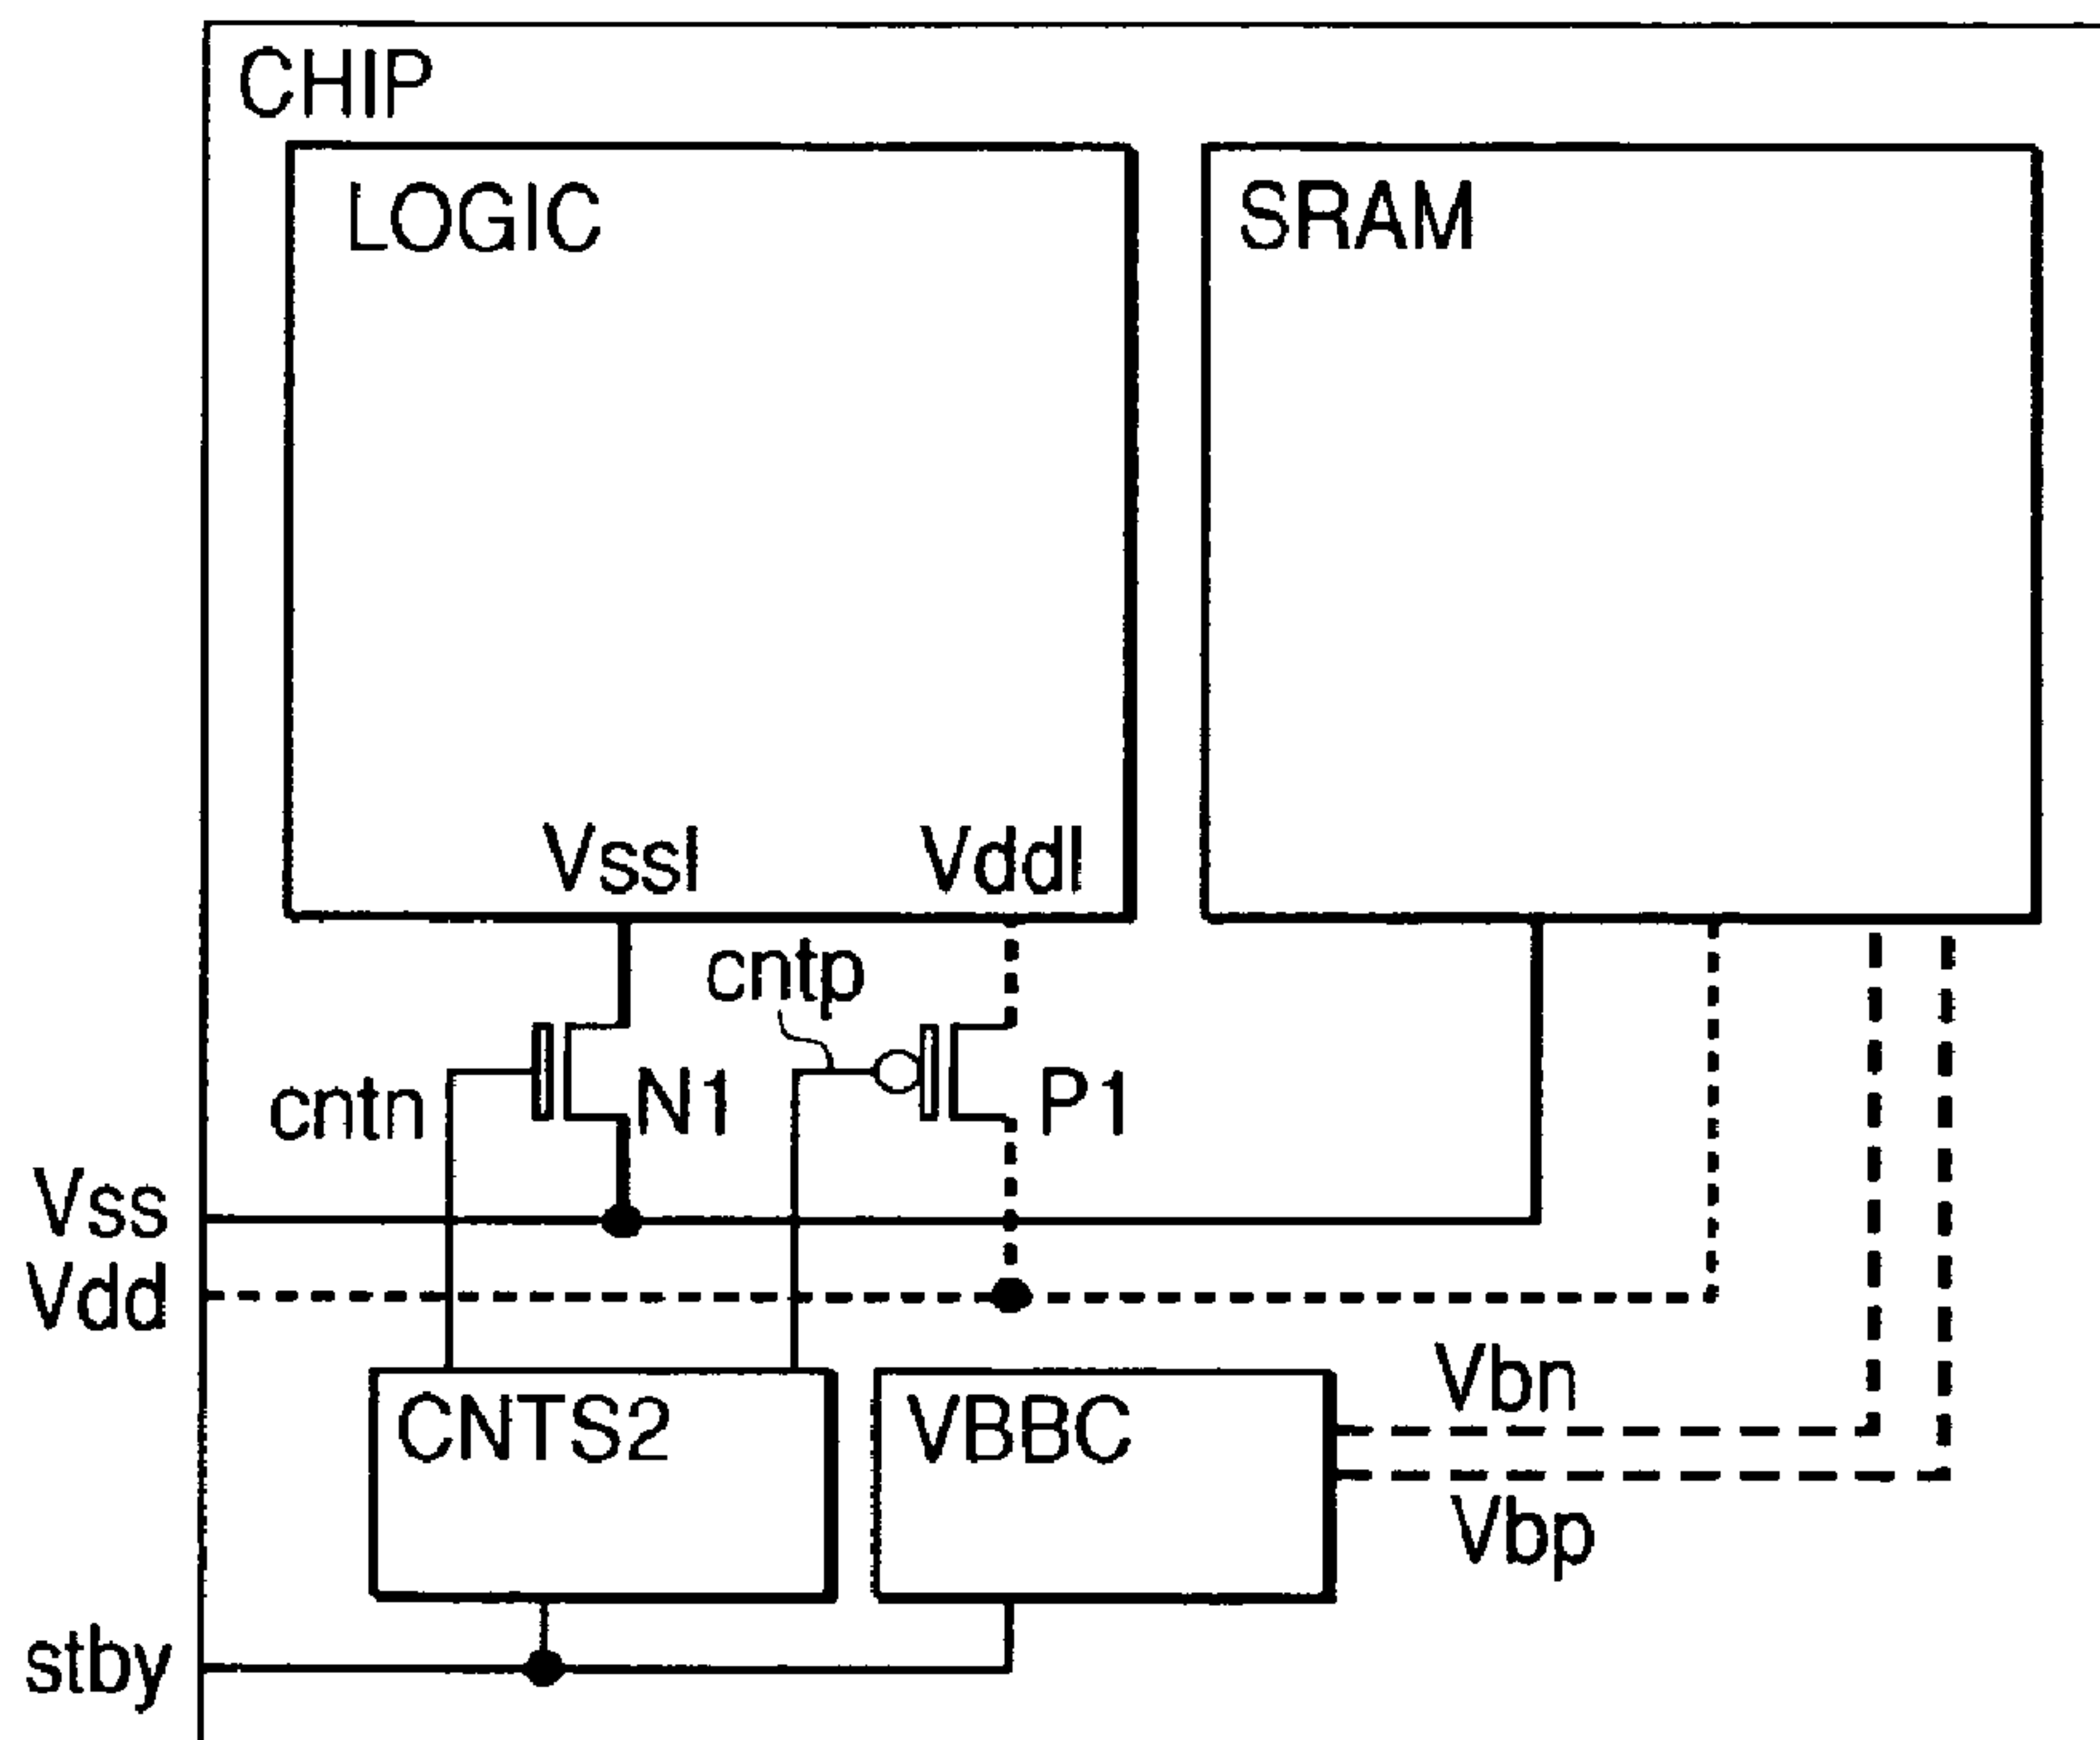 CHIP
LOGIC
SRAM
Vssl
Vddl
cntp
cntn
N1
P1
Vss
Vdd
CNTS2
VBBC
Vbn
Vbp
stby